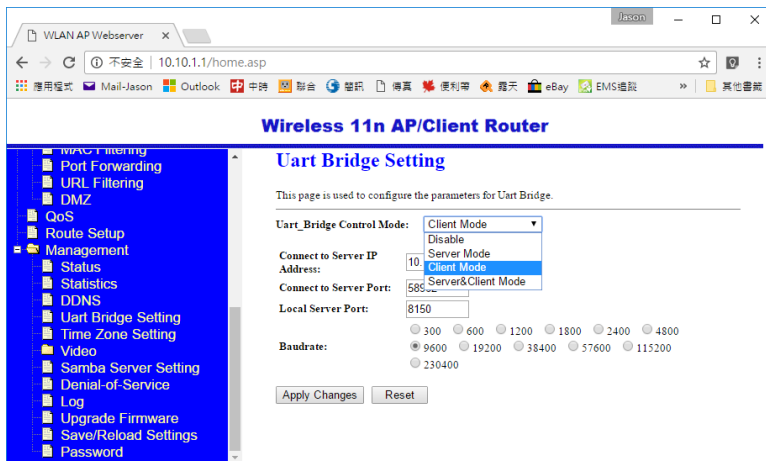 Jason
WLAN AP Webserver
不安全 | 10.10.1.1/home.asp
應用程式 Mail-Jason Outlook 中時 聯合 簡訊 傳真 便利帶 露天 eBay EMS追蹤 » 其他書籤
Wireless 11n AP/Client Router
MAC Filtering
Port Forwarding
URL Filtering
DMZ
QoS
Route Setup
Management
Status
Statistics
DDNS
Uart Bridge Setting
Time Zone Setting
Video
Samba Server Setting
Denial-of-Service
Log
Upgrade Firmware
Save/Reload Settings
Password
Uart Bridge Setting
This page is used to configure the parameters for Uart Bridge.
Uart_Bridge Control Mode: Client Mode
Disable
Server Mode
Client Mode
Server&Client Mode
Connect to Server IP
Address: 10.
Connect to Server Port:
Local Server Port: 8150
300 600 1200 1800 2400 4800
Baudrate: 9600 19200 38400 57600 115200
230400
Apply Changes Reset